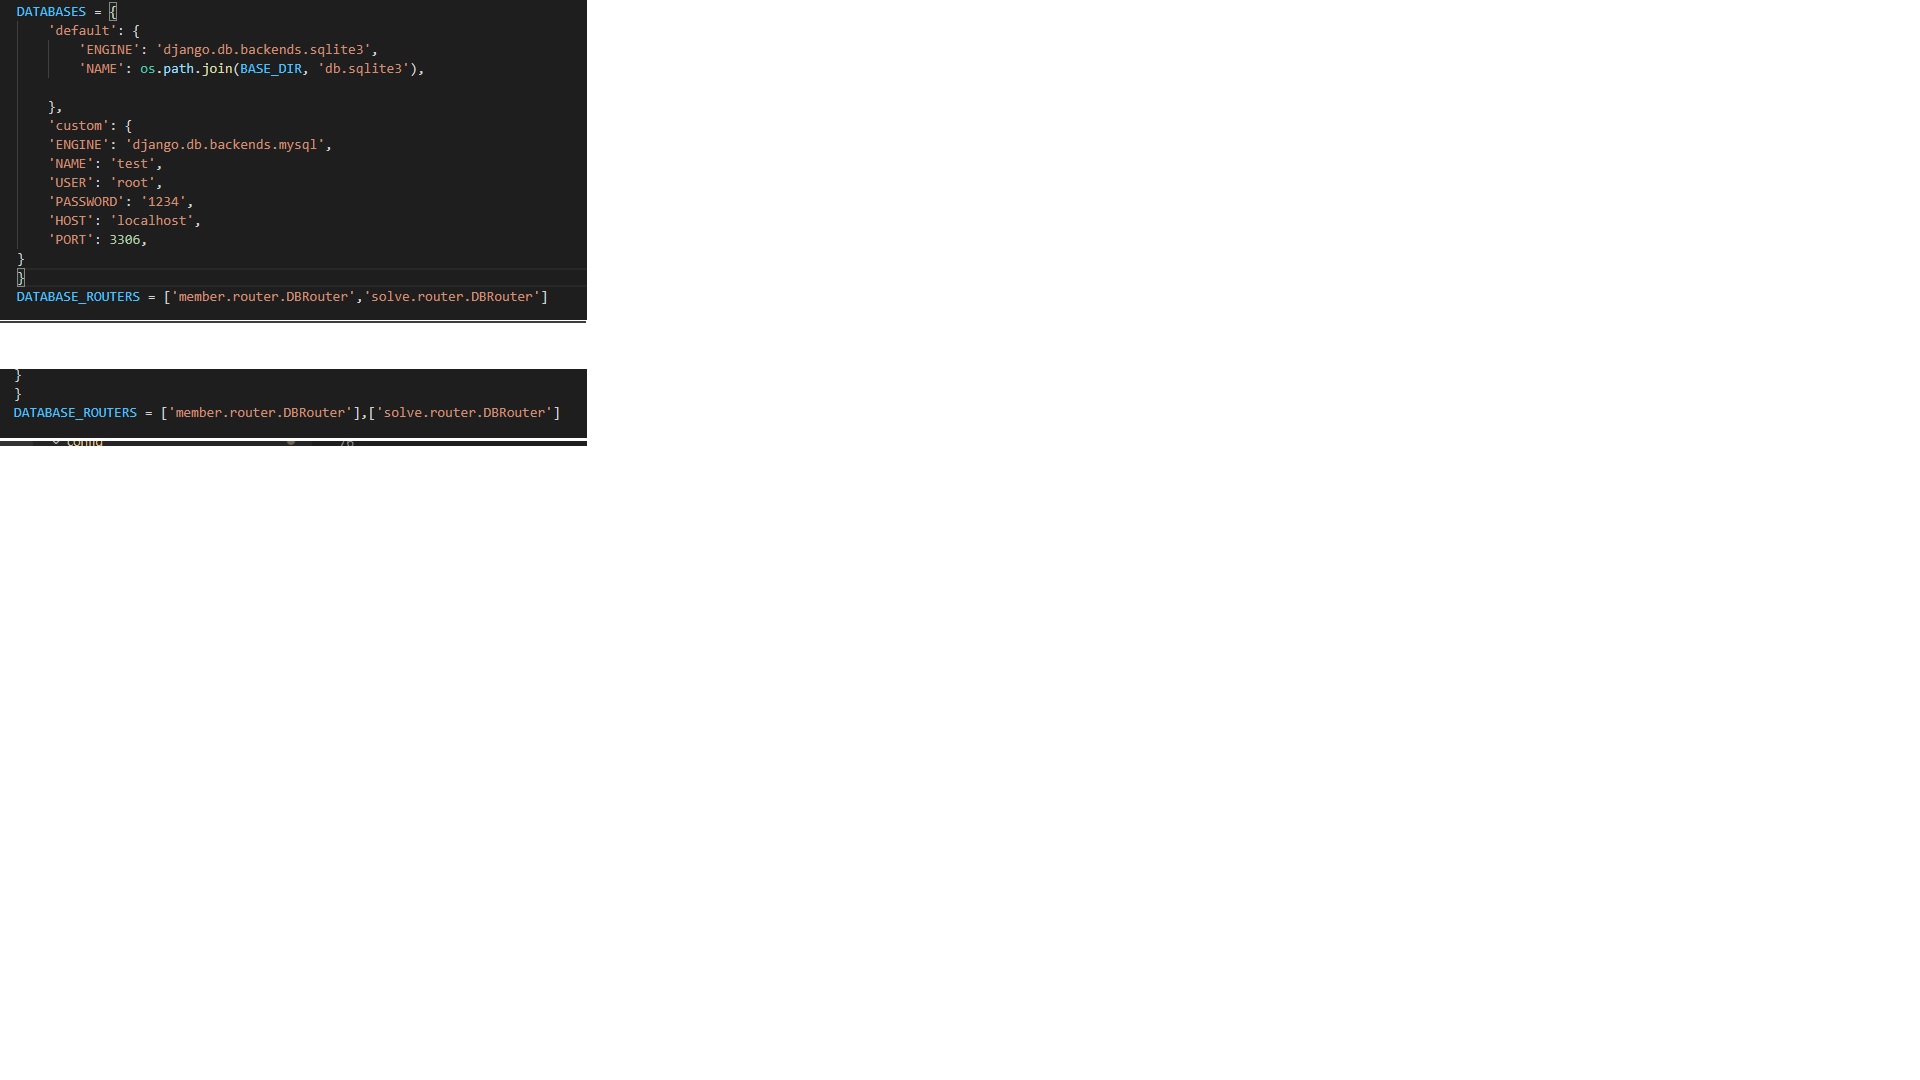 DATABASES = {
'default': {
'ENGINE': 'django.db.backends.sqlite3',
'NAME': os.path.join(BASE_DIR, 'db.sqlite3'),
},
'custom': {
'ENGINE': 'django.db.backends.mysql',
'NAME': 'test',
'USER': 'root',
'PASSWORD': '1234',
'HOST': 'localhost',
'PORT': 3306,
}
}
DATABASE_ROUTERS = ['member.router.DBRouter','solve.router.DBRouter']
}
}
DATABASE_ROUTERS = ['member.router.DBRouter'],['solve.router.DBRouter']
config